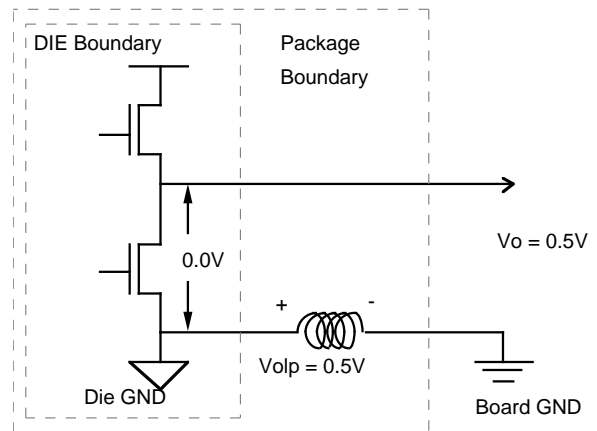 DIE Boundary
Package
Boundary
Vo = 0.5V
0.0V
+ -
Volp = 0.5V
Die GND
Board GND